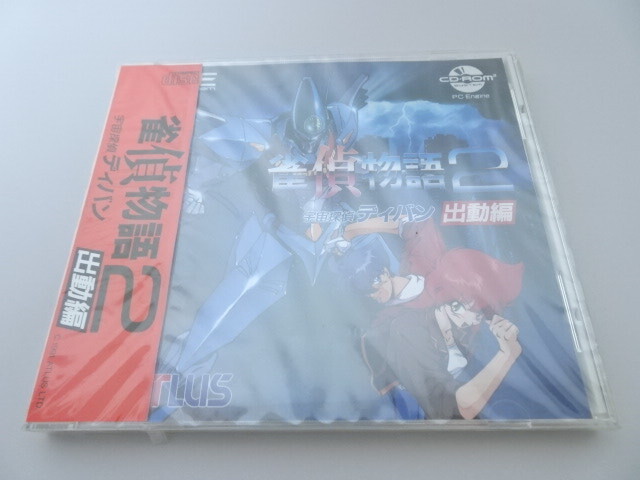 雀偵物語2
宇宙探偵ディバン
出動編
CD-ROM²
PC Engine
雀偵物語2
宇宙探偵ディバン 出動編
TLUS